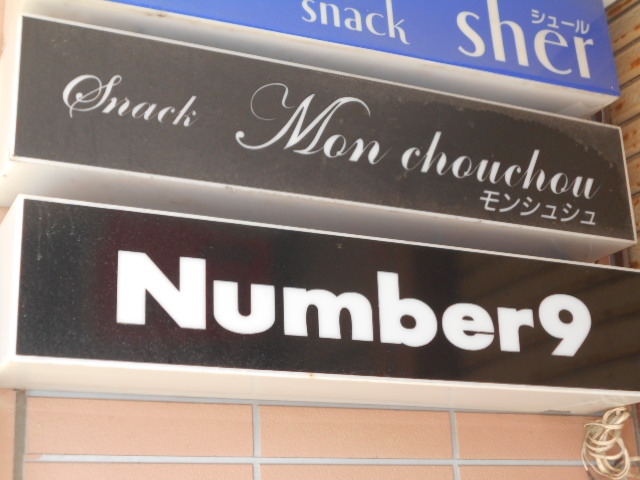 snack sher
シュール
Snack Mon chouchou
モンシュシュ
Number9